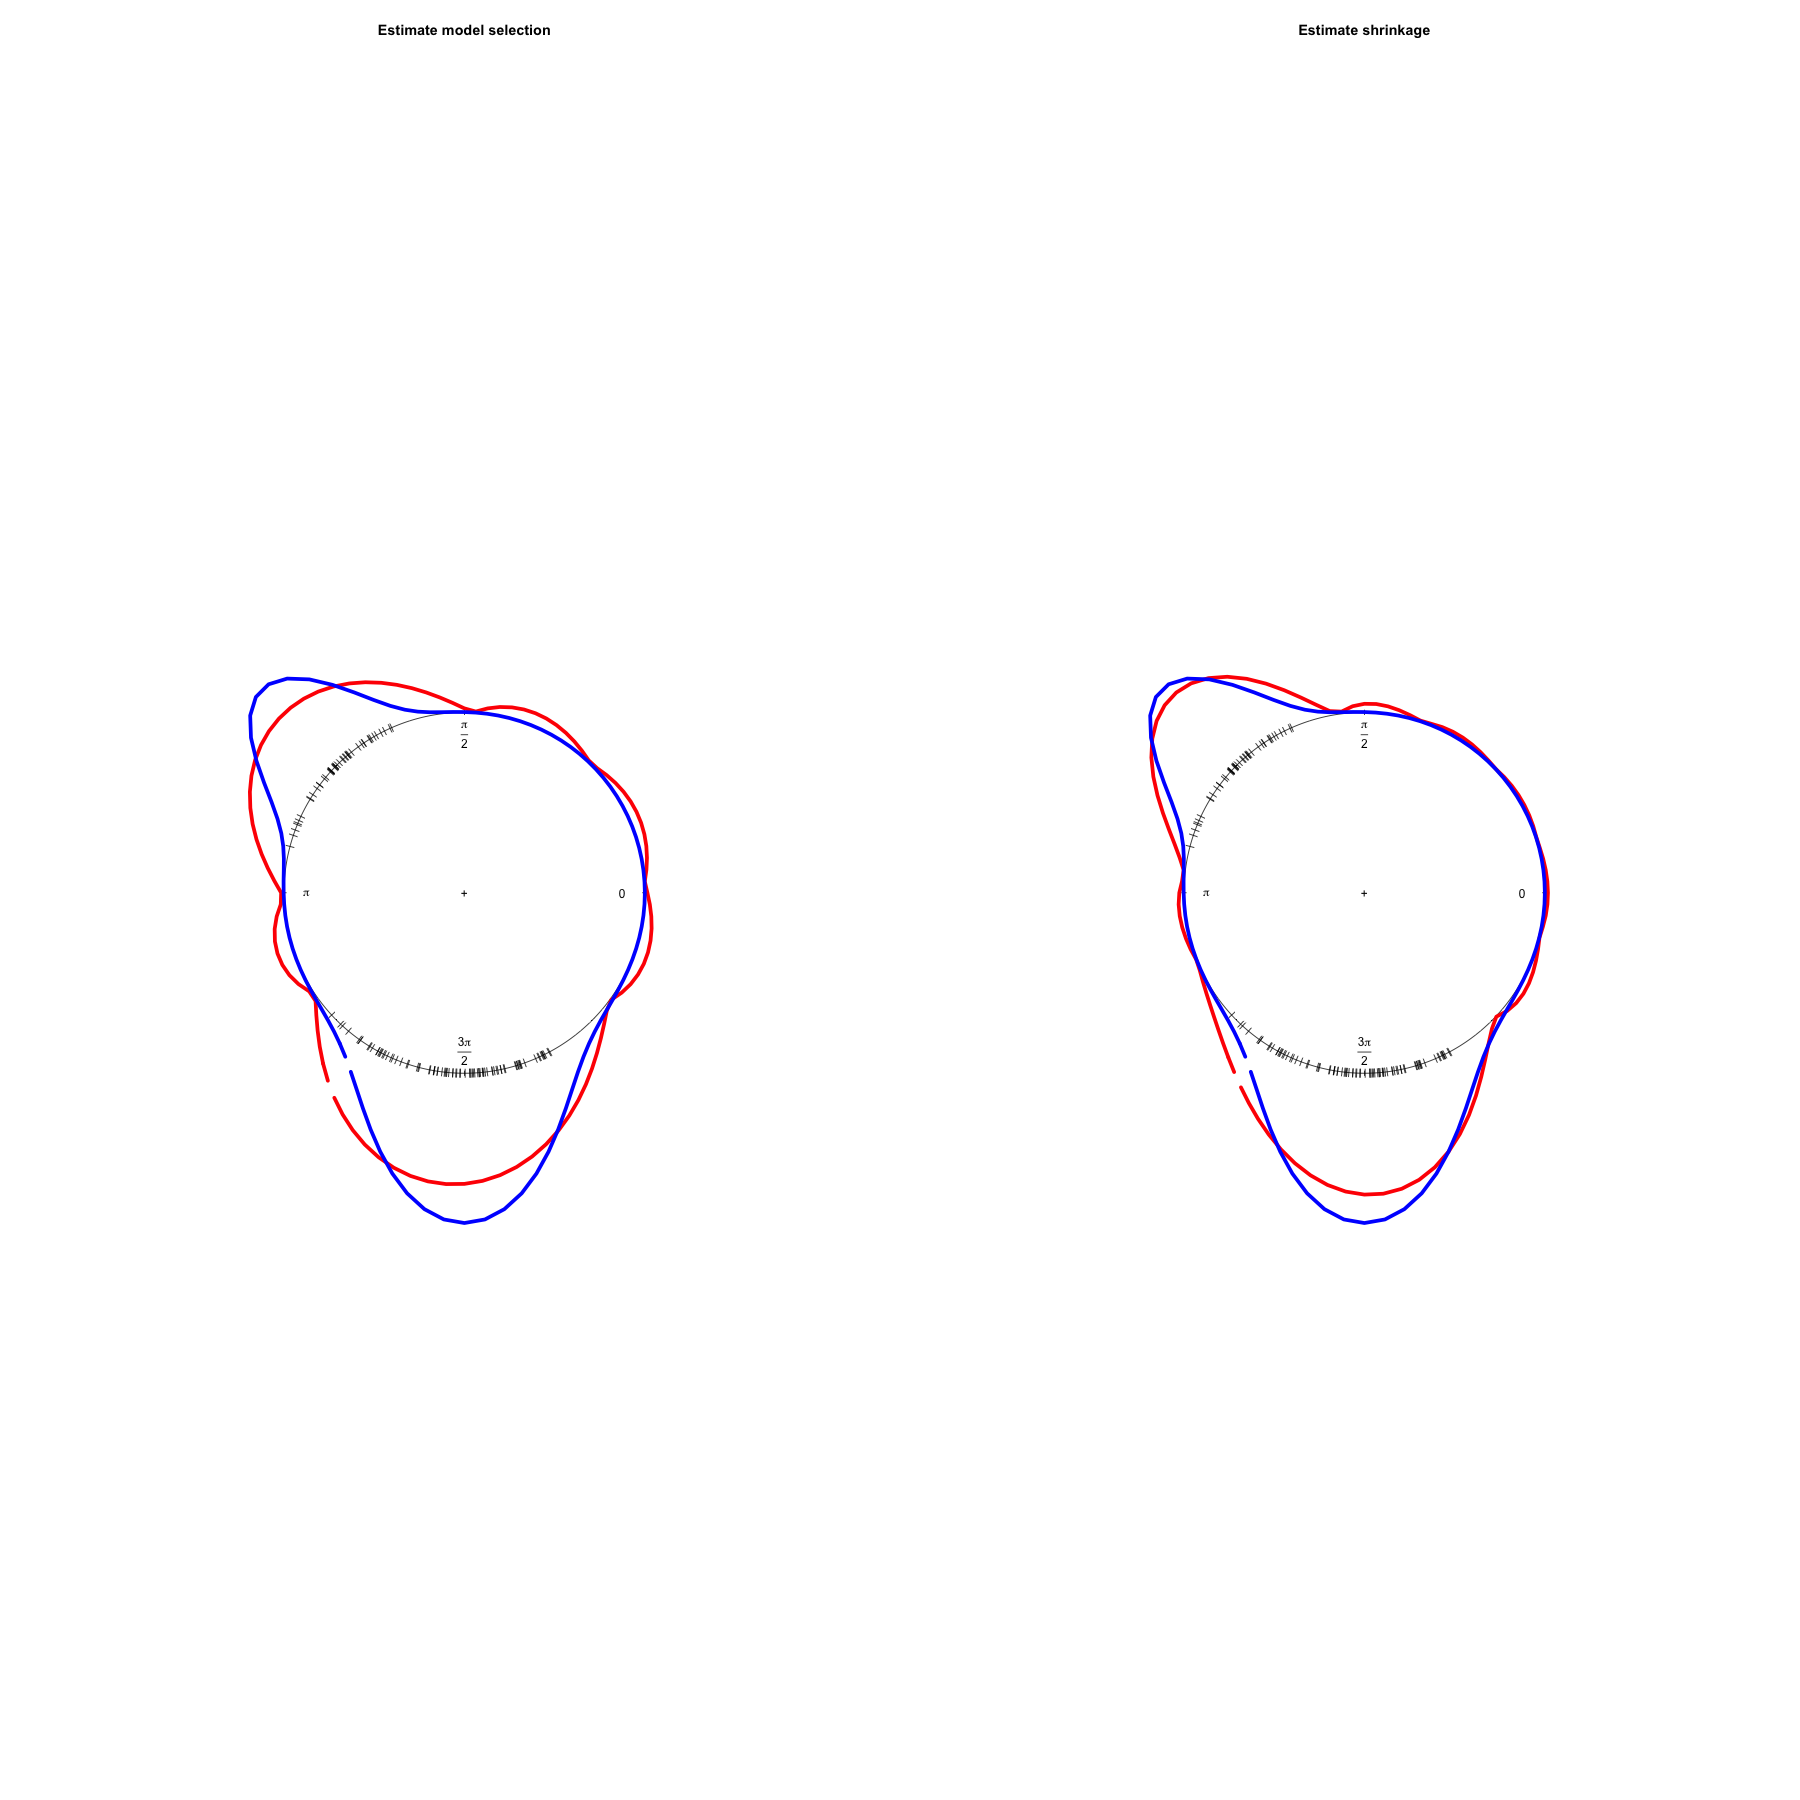 Estimate model selection
Estimate shrinkage
π
2
π
+
0
3π
2
π
2
π
+
0
3π
2